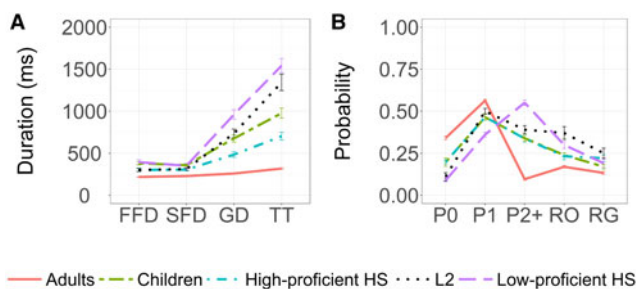 A
2000
1500
1000
500
0
Duration (ms)
FFD SFD GD TT
B
1.00
0.75
0.50
0.25
0.00
Probability
P0 P1 P2+ RO RG
Adults Children High-proficient HS L2 Low-proficient HS